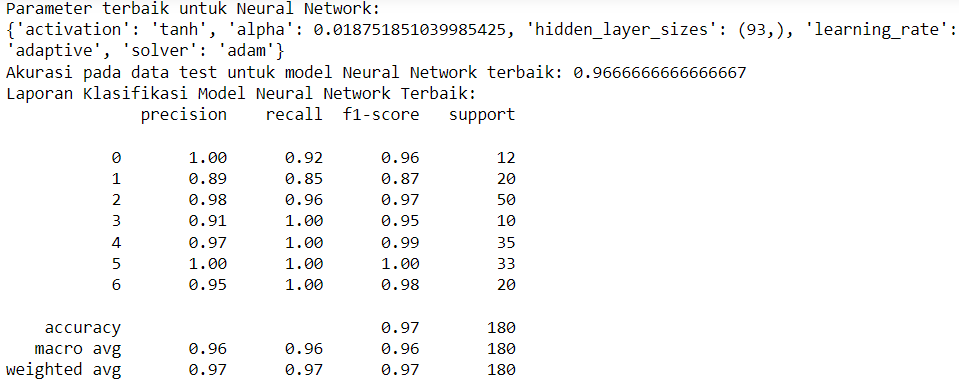 Parameter terbaik untuk Neural Network:
{'activation': 'tanh', 'alpha': 0.018751851039985425, 'hidden_layer_sizes': (93,), 'learning_rate':
'adaptive', 'solver': 'adam'}
Akurasi pada data test untuk model Neural Network terbaik: 0.9666666666666667
Laporan Klasifikasi Model Neural Network Terbaik:
precision recall f1-score support
0 1.00 0.92 0.96 12
1 0.89 0.85 0.87 20
2 0.98 0.96 0.97 50
3 0.91 1.00 0.95 10
4 0.97 1.00 0.99 35
5 1.00 1.00 1.00 33
6 0.95 1.00 0.98 20
accuracy 0.97 180
macro avg 0.96 0.96 0.96 180
weighted avg 0.97 0.97 0.97 180